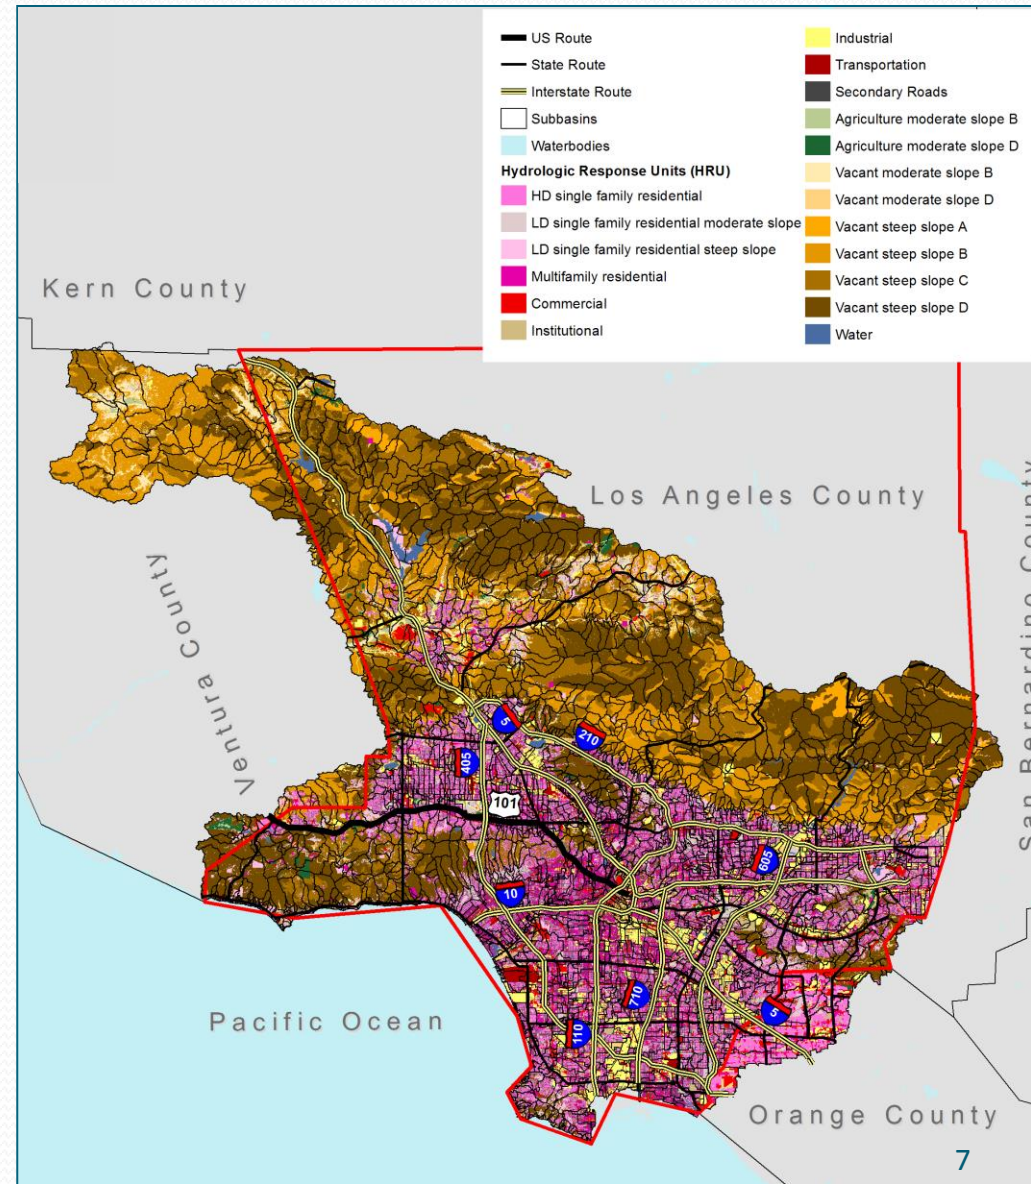 US Route
State Route
Interstate Route
Subbasins
Waterbodies
Hydrologic Response Units (HRU)
HD single family residential
LD single family residential moderate slope
LD single family residential steep slope
Multifamily residential
Commercial
Institutional
Industrial
Transportation
Secondary Roads
Agriculture moderate slope B
Agriculture moderate slope D
Vacant moderate slope B
Vacant moderate slope D
Vacant steep slope A
Vacant steep slope B
Vacant steep slope C
Vacant steep slope D
Water
Kern County
Los Angeles County
Ventura County
San Bernardino County
5
210
405
101
605
10
710
5
110
Pacific Ocean
Orange County
7